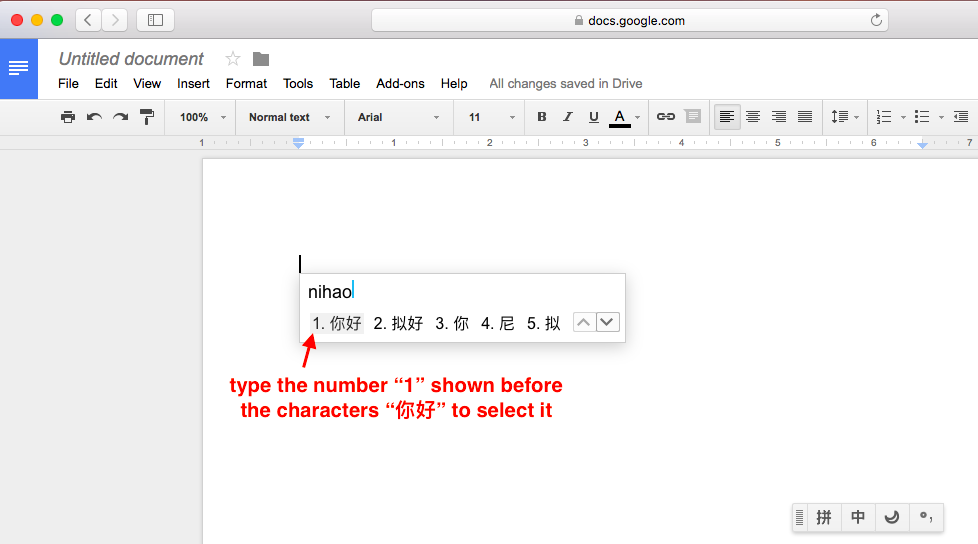 docs.google.com
Untitled document
File Edit View Insert Format Tools Table Add-ons Help All changes saved in Drive
100% Normal text Arial 11 B I U A
1 1 2 3 4 5 6 7
nihao
1. 你好 2. 拟好 3. 你 4. 尼 5. 拟
type the number “1” shown before
the characters “你好” to select it
拼 中 °,